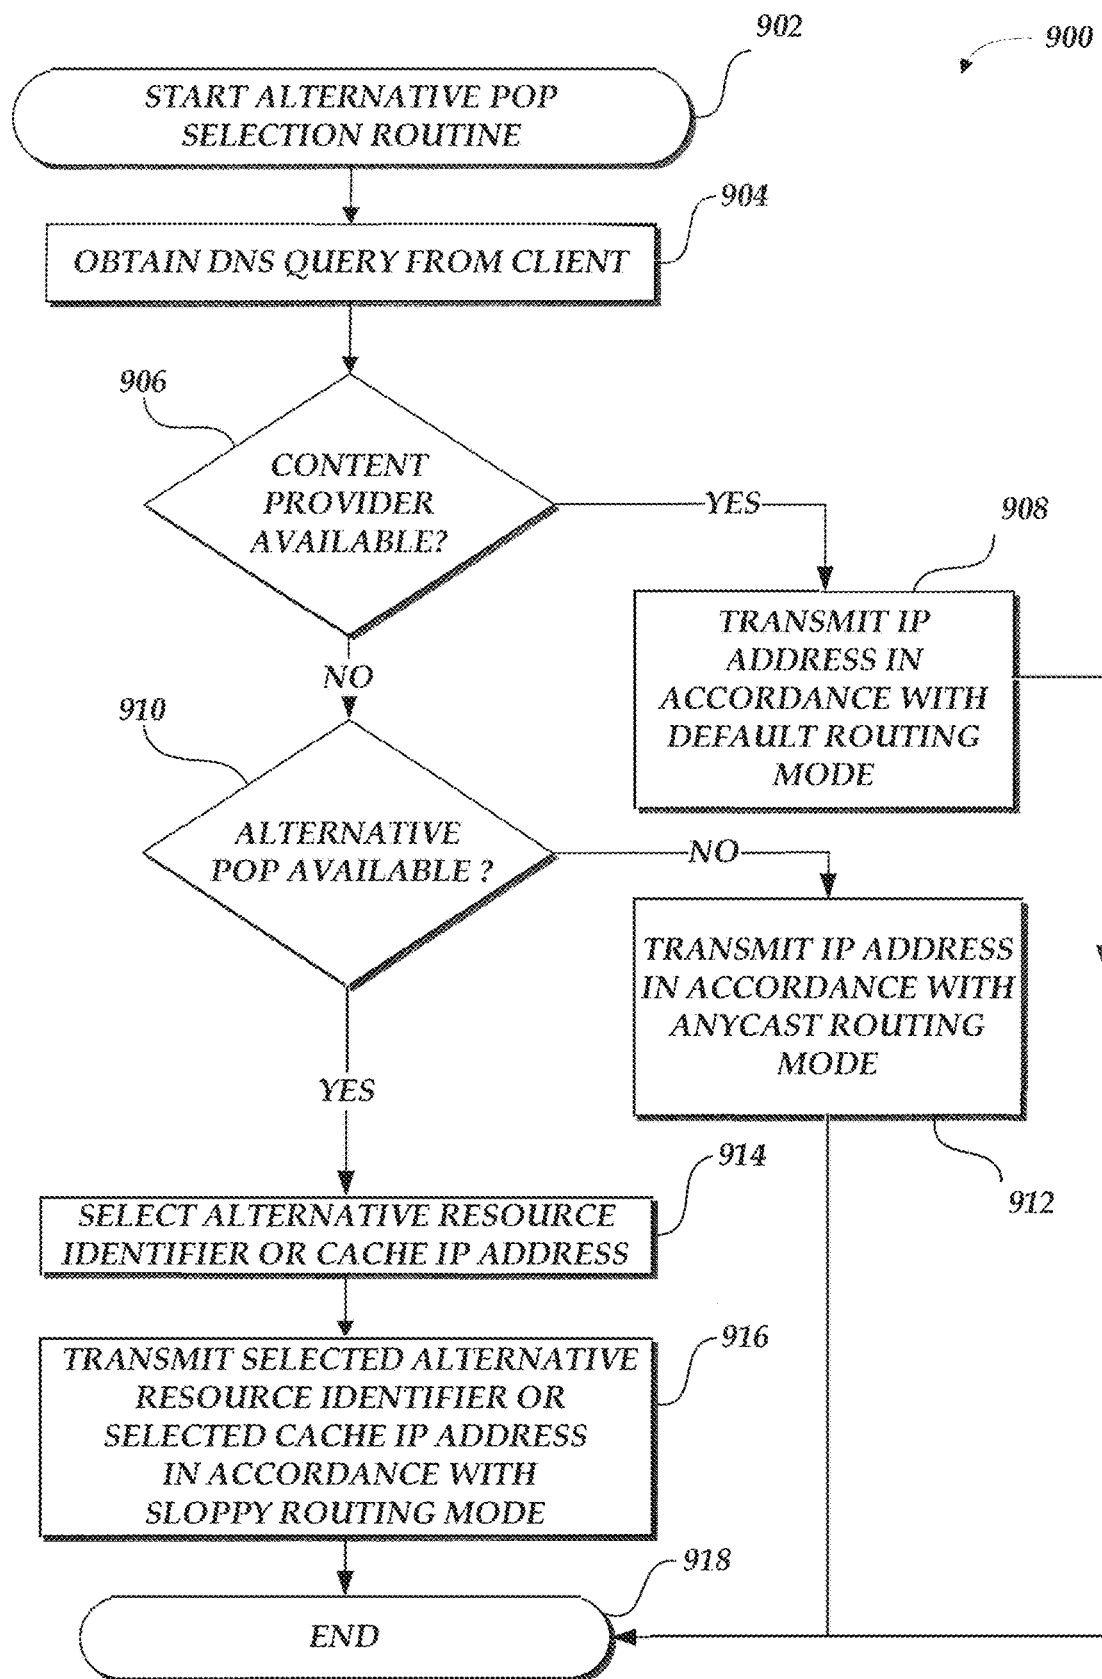 902
900
START ALTERNATIVE POP
SELECTION ROUTINE
904
OBTAIN DNS QUERY FROM CLIENT
906
CONTENT
PROVIDER
AVAILABLE?
YES
908
TRANSMIT IP
ADDRESS IN
ACCORDANCE WITH
DEFAULT ROUTING
MODE
NO
910
ALTERNATIVE
POP AVAILABLE ?
NO
TRANSMIT IP ADDRESS
IN ACCORDANCE WITH
ANYCAST ROUTING
MODE
912
YES
914
SELECT ALTERNATIVE RESOURCE
IDENTIFIER OR CACHE IP ADDRESS
916
TRANSMIT SELECTED ALTERNATIVE
RESOURCE IDENTIFIER OR
SELECTED CACHE IP ADDRESS
IN ACCORDANCE WITH
SLOPPY ROUTING MODE
918
END